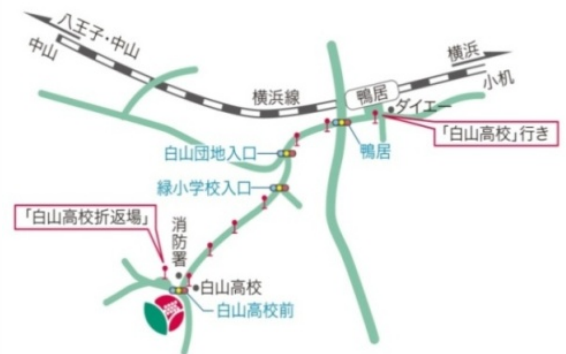 八王子・中山
中山
横浜線
鴨居
横浜
小机
ダイエー
「白山高校」行き
白山団地入口
鴨居
緑小学校入口
「白山高校折返場」
消防署
白山高校
白山高校前